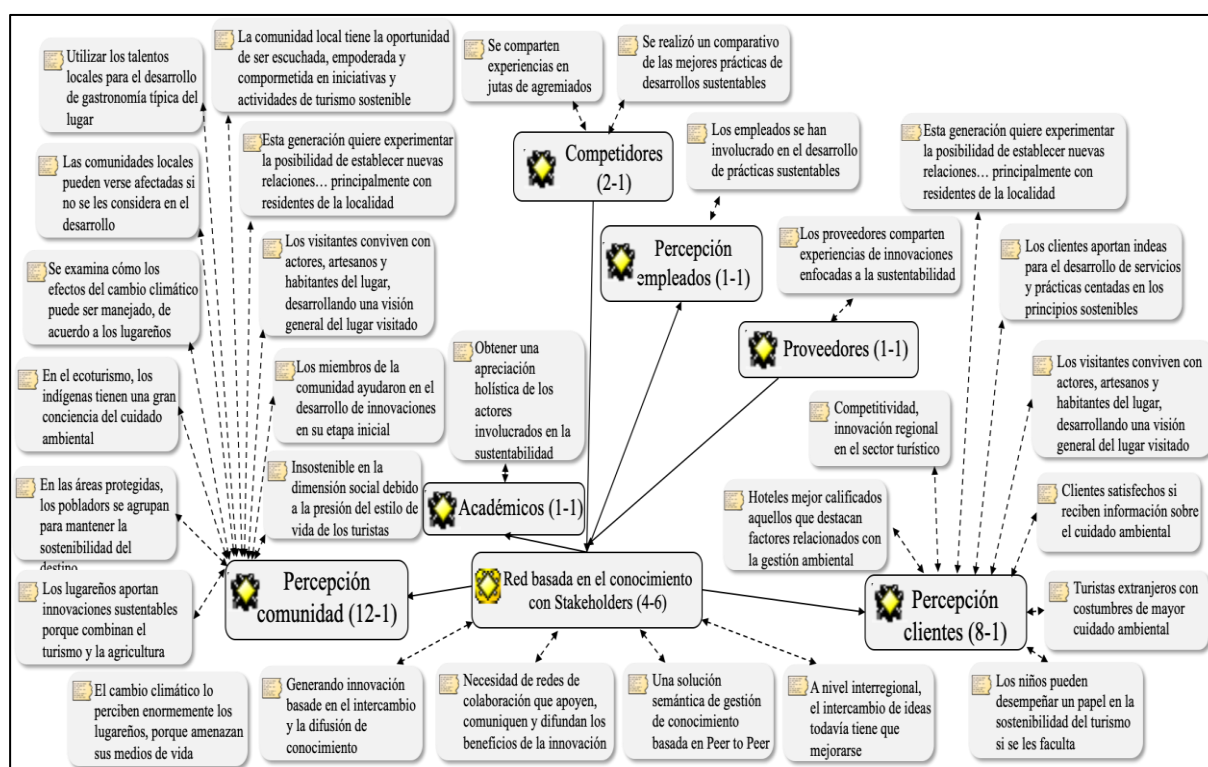 Utilizar los talentos
locales para el desarrollo
de gastronomía típica del
lugar
La comunidad local tiene la oportunidad
de ser escuchada, empoderada y
compormetida en iniciativas y
actividades de turismo sostenible
Se comparten
experiencias en
jutas de agremiados
Se realizó un comparativo
de las mejores prácticas de
desarrollos sustentables
Las comunidades locales
pueden verse afectadas si
no se les considera en el
desarrollo
Esta generación quiere experimentar
la posibilidad de establecer nuevas
relaciones… principalmente con
residentes de la localidad
Competidores
(2-1)
Los empleados se han
involucrado en el desarrollo
de prácticas sustentables
Esta generación quiere experimentar
la posibilidad de establecer nuevas
relaciones… principalmente con
residentes de la localidad
Se examina cómo los
efectos del cambio climático
puede ser manejado, de
acuerdo a los lugareños
Los visitantes conviven con
actores, artesanos y
habitantes del lugar,
desarrollando una visión
general del lugar visitado
Percepción
empleados (1-1)
Los proveedores comparten
experiencias de innovaciones
enfocadas a la sustentabilidad
Los clientes aportan indeas
para el desarrollo de servicios
y prácticas centadas en los
principios sostenibles
En el ecoturismo, los
indígenas tienen una gran
conciencia del cuidado
ambiental
Los miembros de la
comunidad ayudaron en el
desarrollo de innovaciones
en su etapa inicial
Obtener una
apreciación
holística de los
actores
involucrados en la
sustentabilidad
Proveedores (1-1)
Los visitantes conviven con
actores, artesanos y
habitantes del lugar,
desarrollando una visión
general del lugar visitado
Competitividad,
innovación regional
en el sector turístico
En las áreas protegidas,
los pobladors se agrupan
para mantener la
sostenibilidad del
destino
Insostenible en la
dimensión social debido
a la presión del estilo de
vida de los turistas
Académicos (1-1)
Hoteles mejor calificados
aquellos que destacan
factores relacionados con
la gestión ambiental
Clientes satisfechos si
reciben información sobre
el cuidado ambiental
Los lugareños aportan
innovaciones sustentables
porque combinan el
turismo y la agricultura
Percepción
comunidad (12-1)
Red basada en el conocimiento
con Stakeholders (4-6)
Percepción
clientes (8-1)
Turistas extranjeros con
costumbres de mayor
cuidado ambiental
El cambio climático lo
perciben enormemente los
lugareños, porque amenazan
sus medios de vida
Generando innovación
basade en el intercambio
y la difusión de
conocimiento
Necesidad de redes de
colaboración que apoyen,
comuniquen y difundan los
beneficios de la innovación
Una solución
semántica de gestión
de conocimiento
basada en Peer to Peer
A nivel interregional,
el intercambio de ideas
todavía tiene que
mejorarse
Los niños pueden
desempeñar un papel en la
sostenibilidad del turismo
si se les faculta